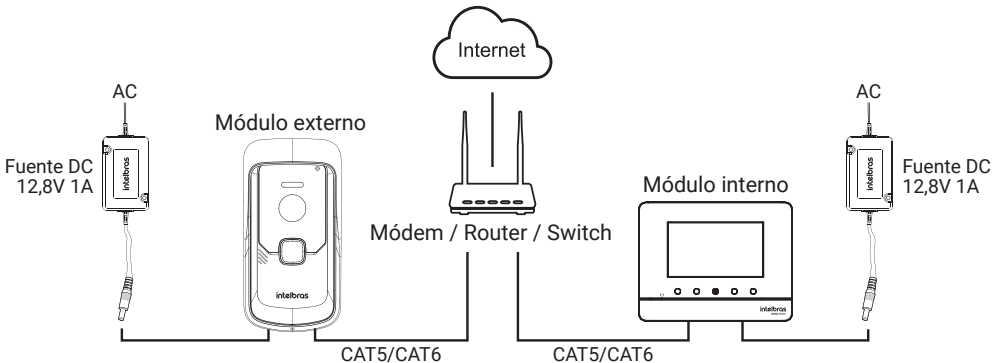 Internet
AC
AC
Módulo externo
Fuente DC
12,8V 1A
intelbras
intelbras
Fuente DC
12,8V 1A
Módulo interno
Módem / Router / Switch
intelbras
intelbras
CAT5/CAT6
CAT5/CAT6